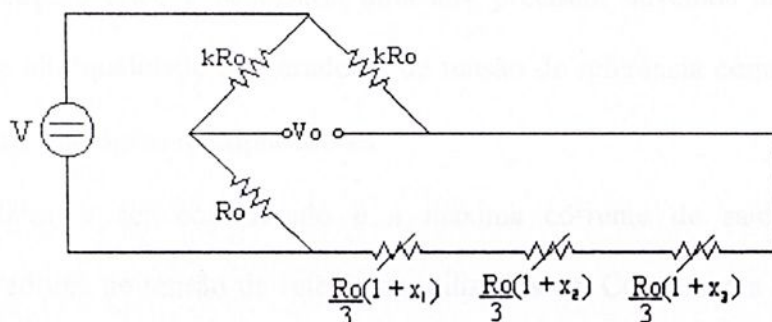 kRo kRo
V
Vo
Ro
Ro/3(1 + x₁) Ro/3(1 + x₂) Ro/3(1 + x₃)